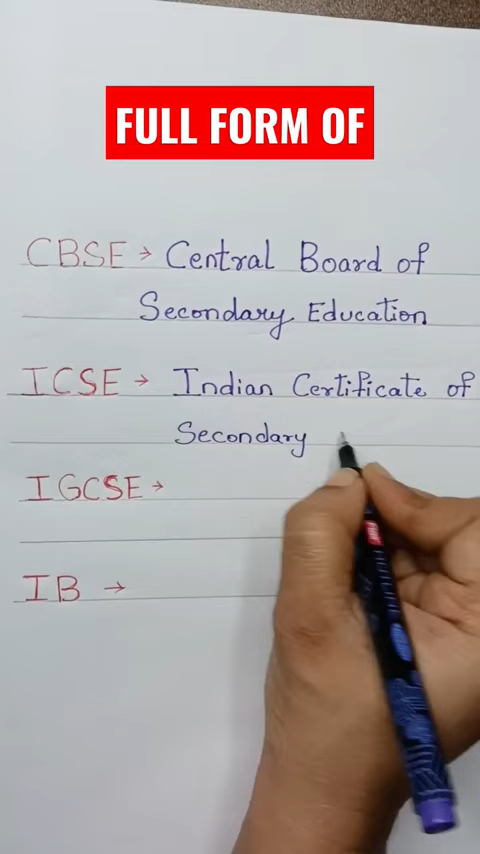 FULL FORM OF
CBSE → Central Board of
Secondary Education
ICSE → Indian Certificate of
Secondary
IGCSE →
IB →